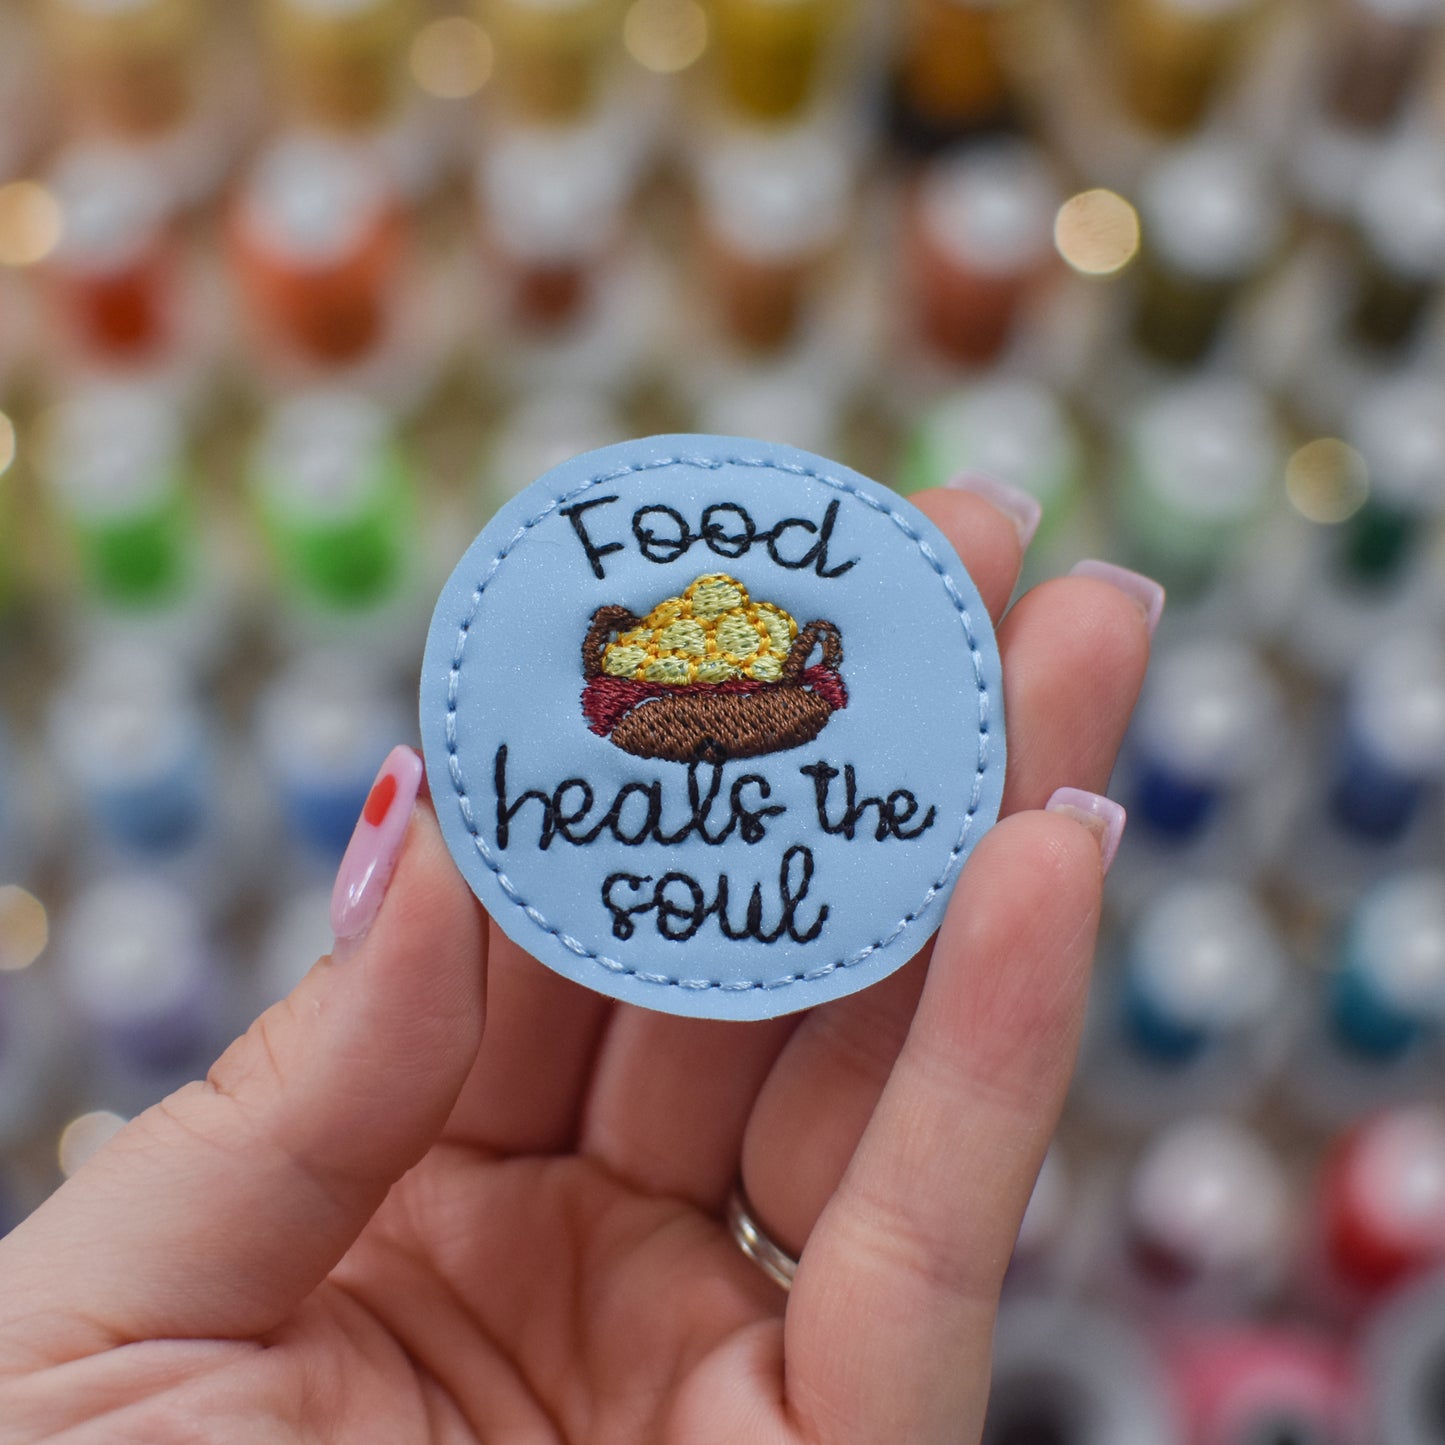 Food
heals the
soul